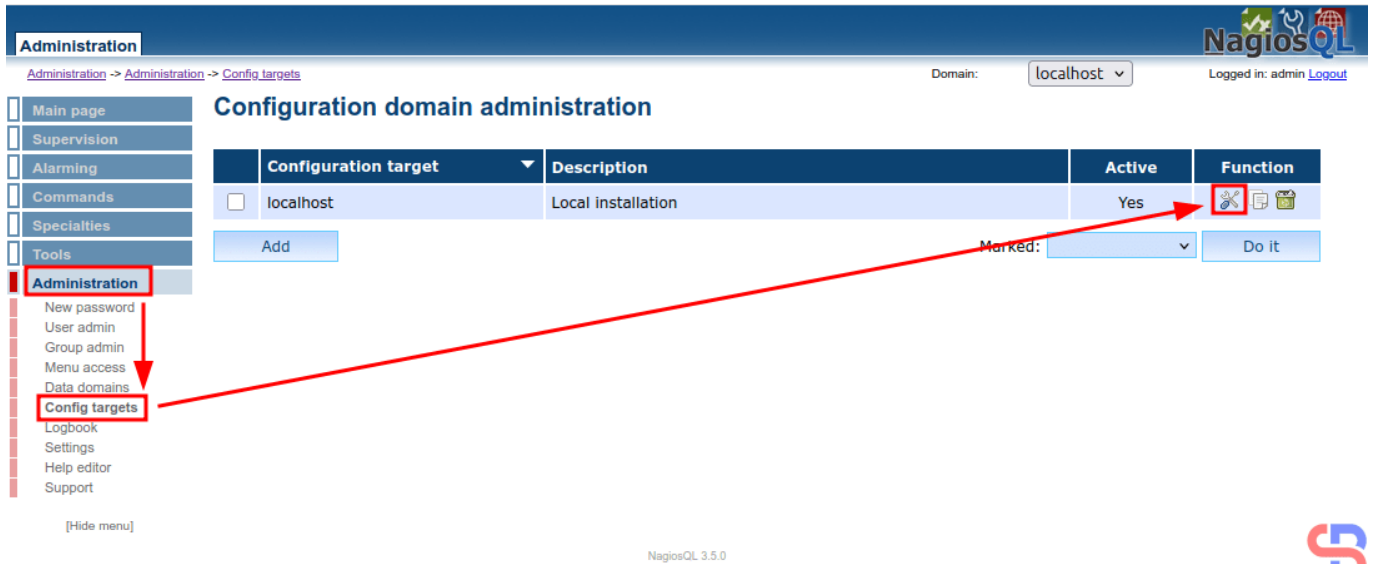 NagiosQL
Administration
Administration -> Administration -> Config targets
Domain: localhost
Logged in: admin Logout
Main page
Supervision
Alarming
Commands
Specialties
Tools
Administration
New password
User admin
Group admin
Menu access
Data domains
Config targets
Logbook
Settings
Help editor
Support
[Hide menu]
Configuration domain administration
Configuration target Description Active Function
localhost Local installation Yes
Add Marked: Do it
NagiosQL 3.5.0